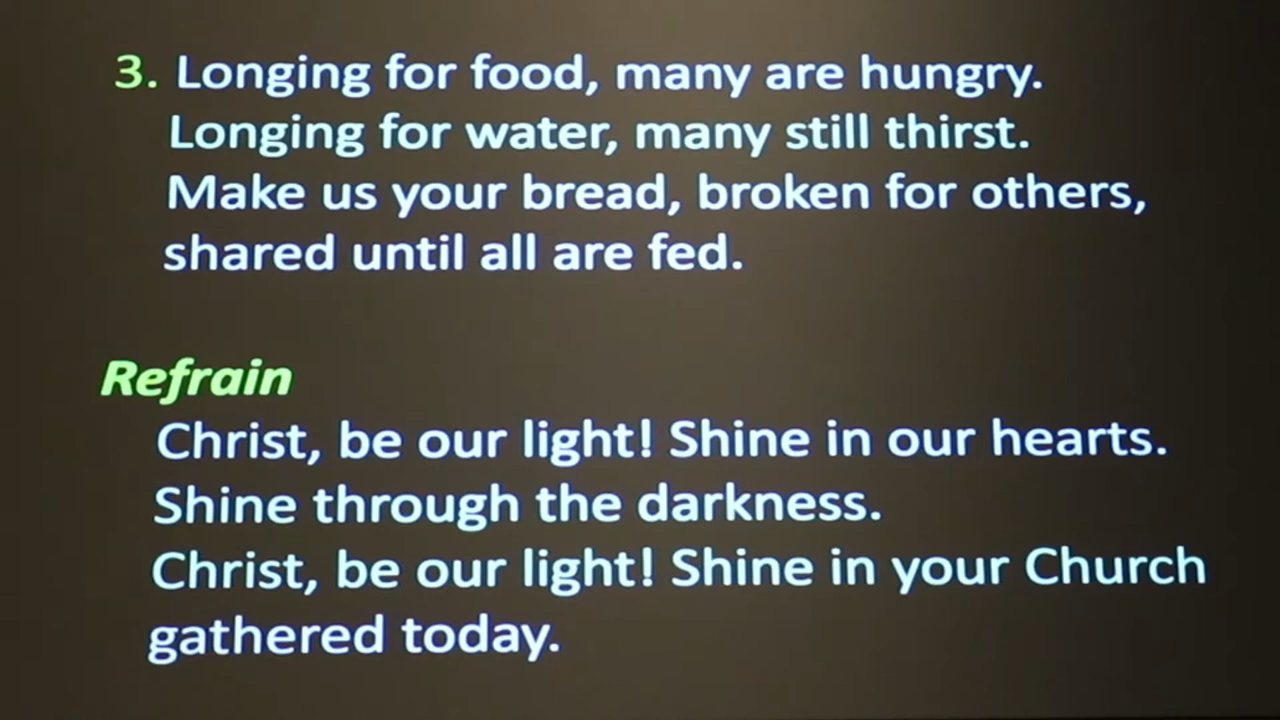 3. Longing for food, many are hungry.
Longing for water, many still thirst.
Make us your bread, broken for others,
shared until all are fed.
Refrain
Christ, be our light! Shine in our hearts.
Shine through the darkness.
Christ, be our light! Shine in your Church
gathered today.